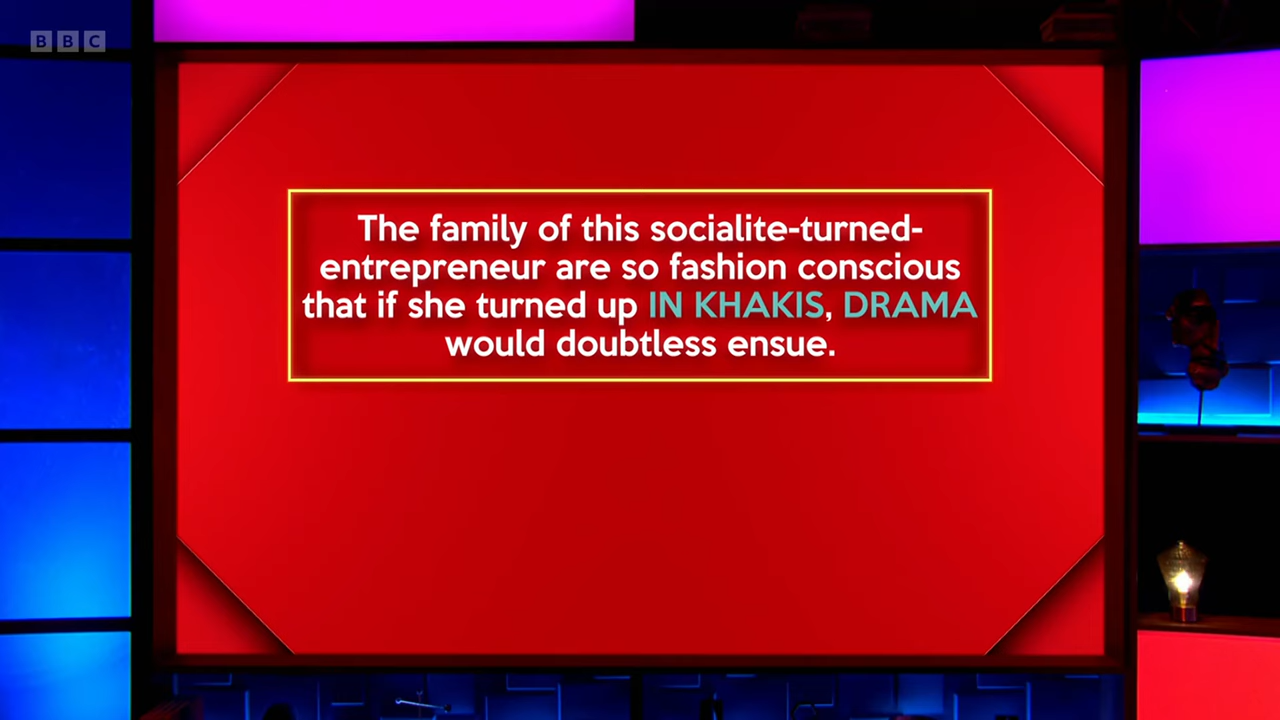 BBC
The family of this socialite-turned-
entrepreneur are so fashion conscious
that if she turned up IN KHAKIS, DRAMA
would doubtless ensue.